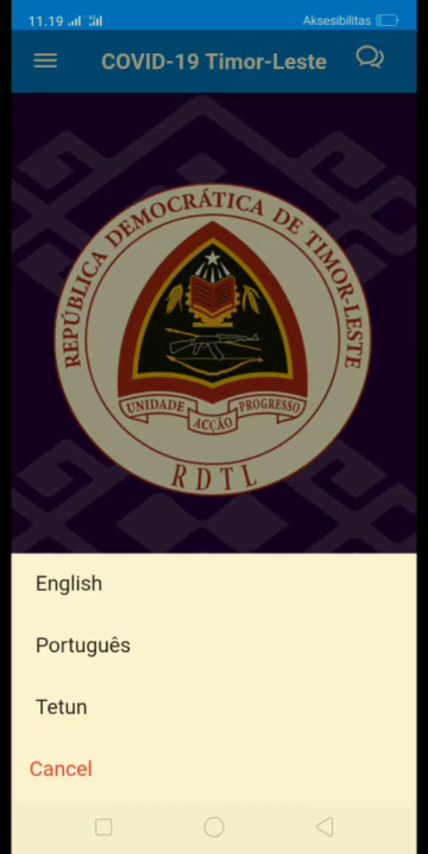 11.19
Aksesibilitas
COVID-19 Timor-Leste
REPÚBLICA DEMOCRÁTICA DE TIMOR-LESTE
UNIDADE
ACCÇÃO
PROGRESSO
RDTL
English
Português
Tetun
Cancel